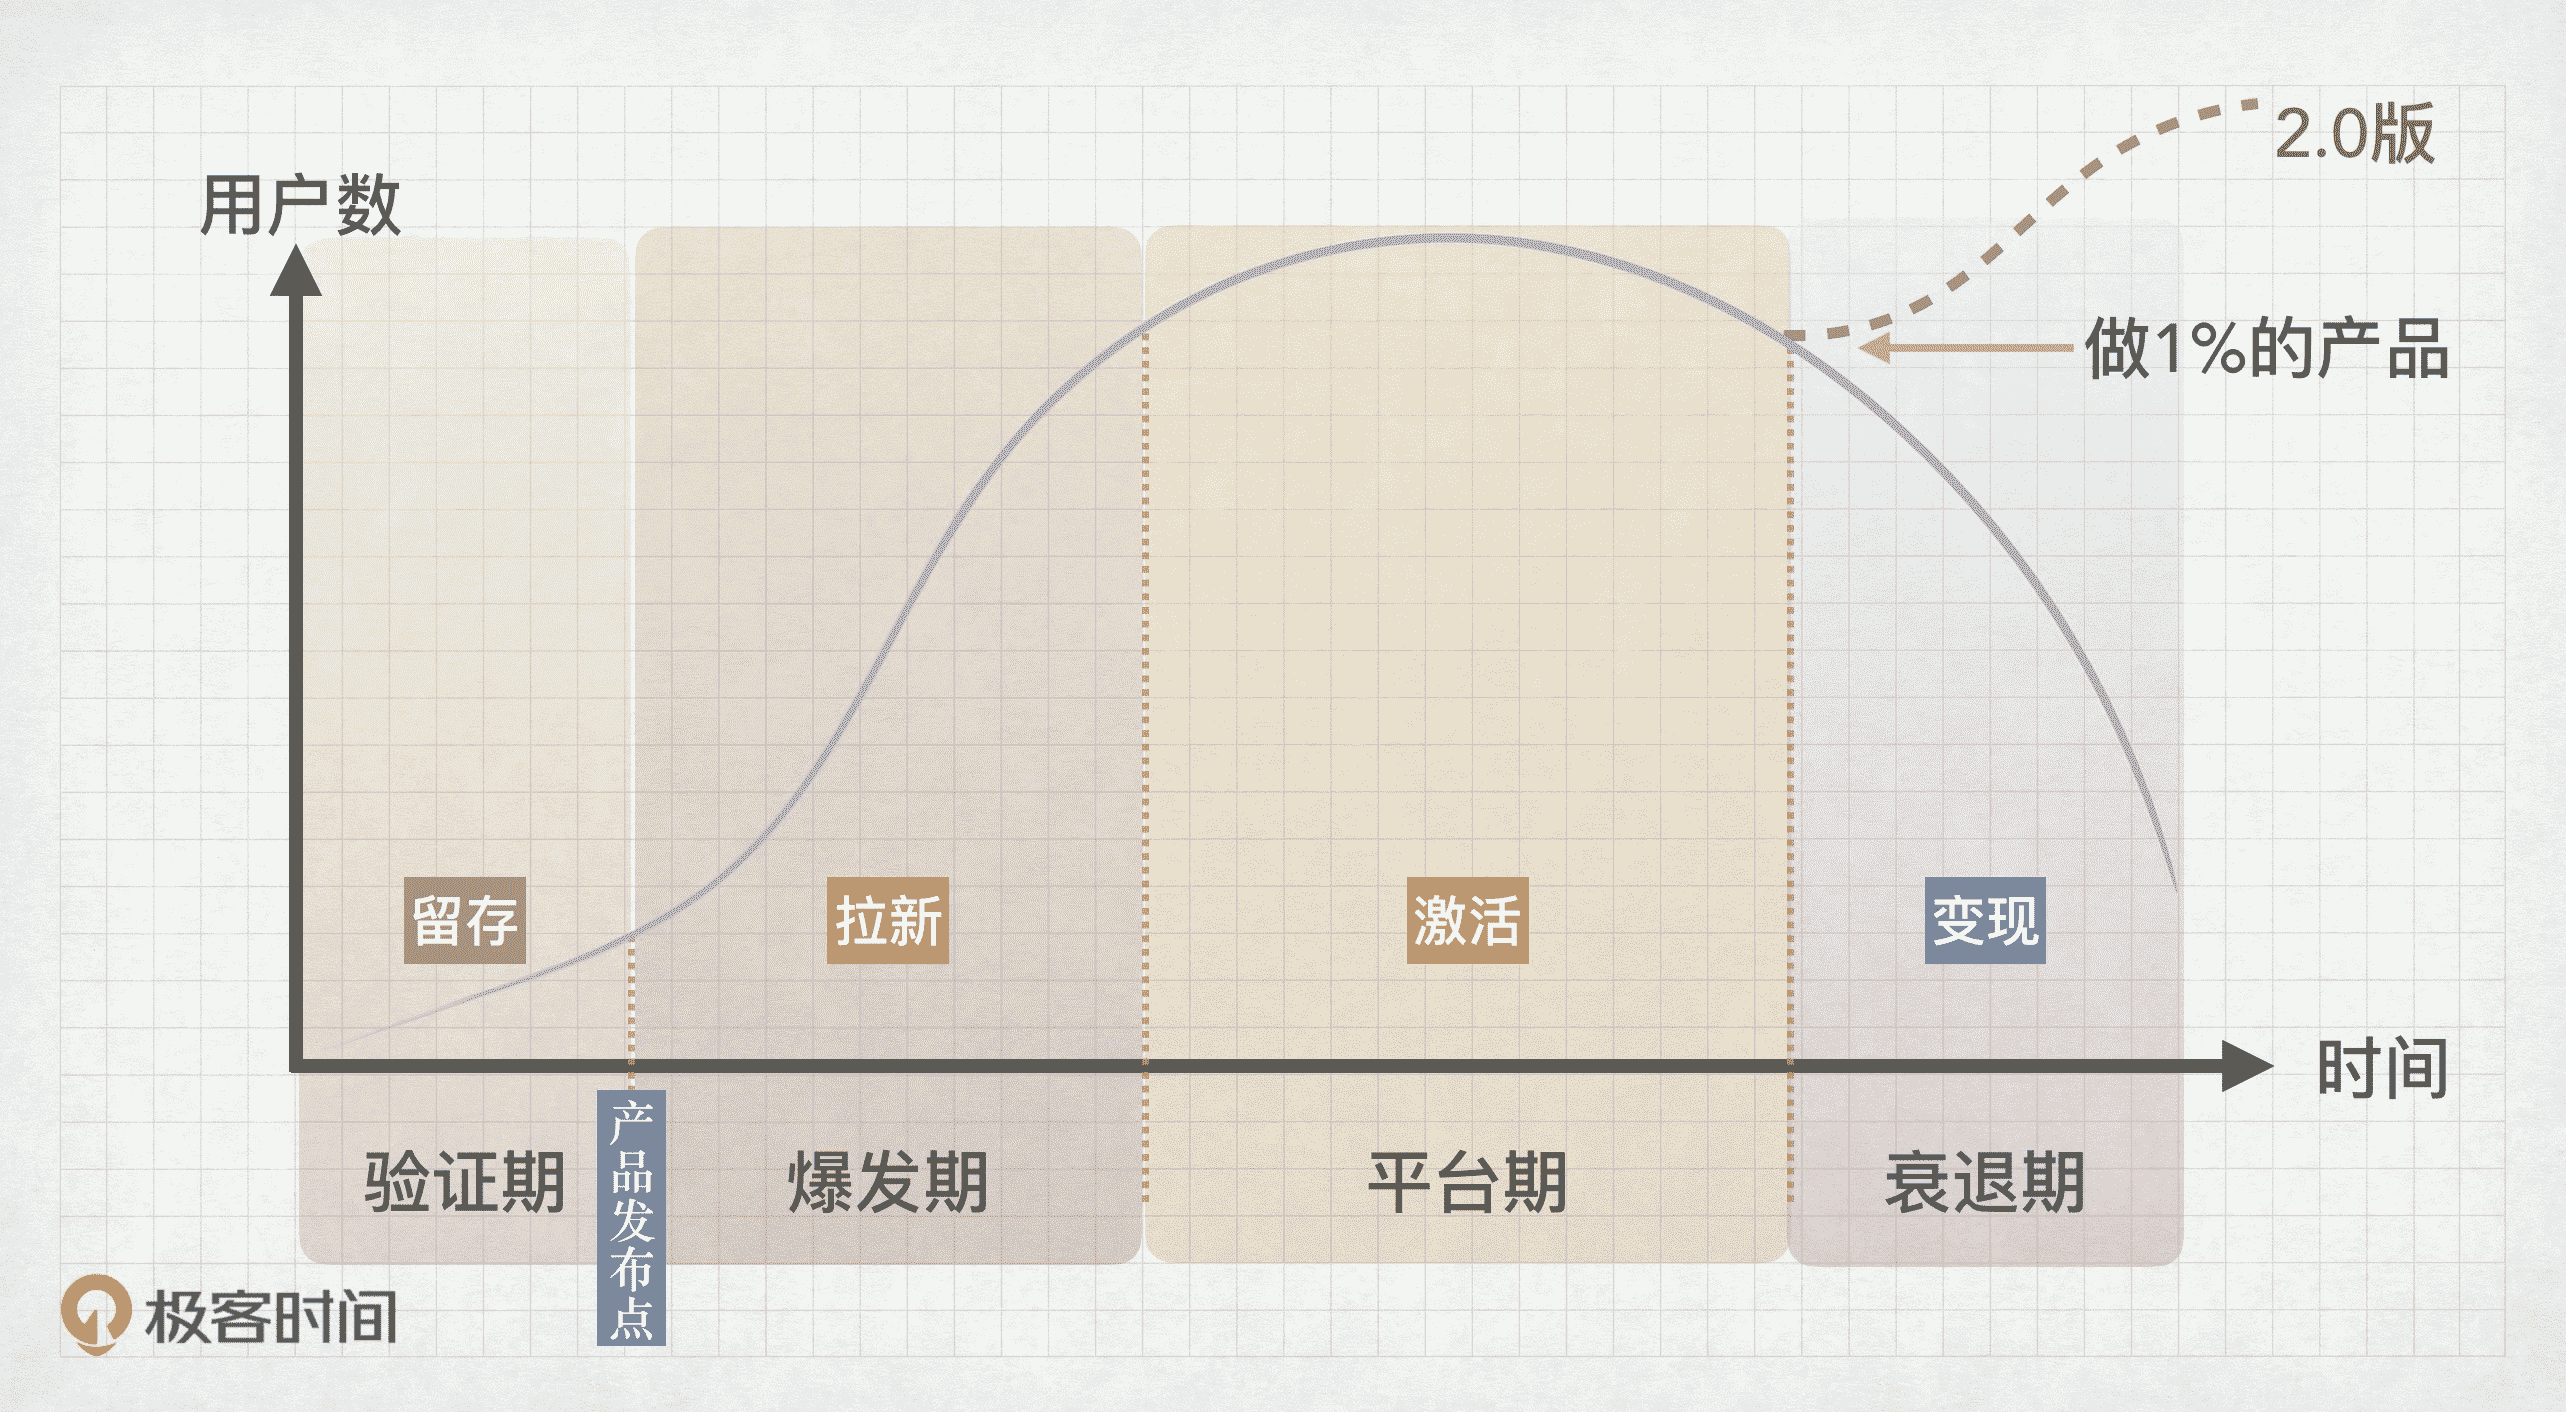 2.0版
用户数
做1%的产品
留存
拉新
激活
变现
时间
验证期
产品发布点
爆发期
平台期
衰退期
极客时间